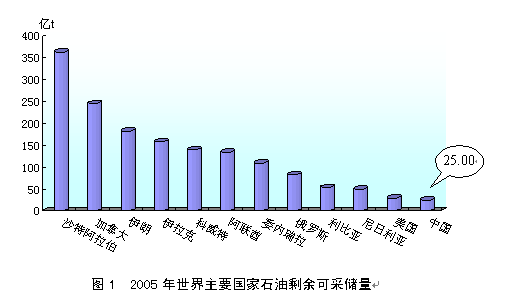 亿t
400
350
300
250
200
150
100
50
0
25.00
沙特阿拉伯
加拿大
伊朗
伊拉克
科威特
阿联酋
委内瑞拉
俄罗斯
利比亚
尼日利亚
美国
中国
图 1 2005 年世界主要国家石油剩余可采储量